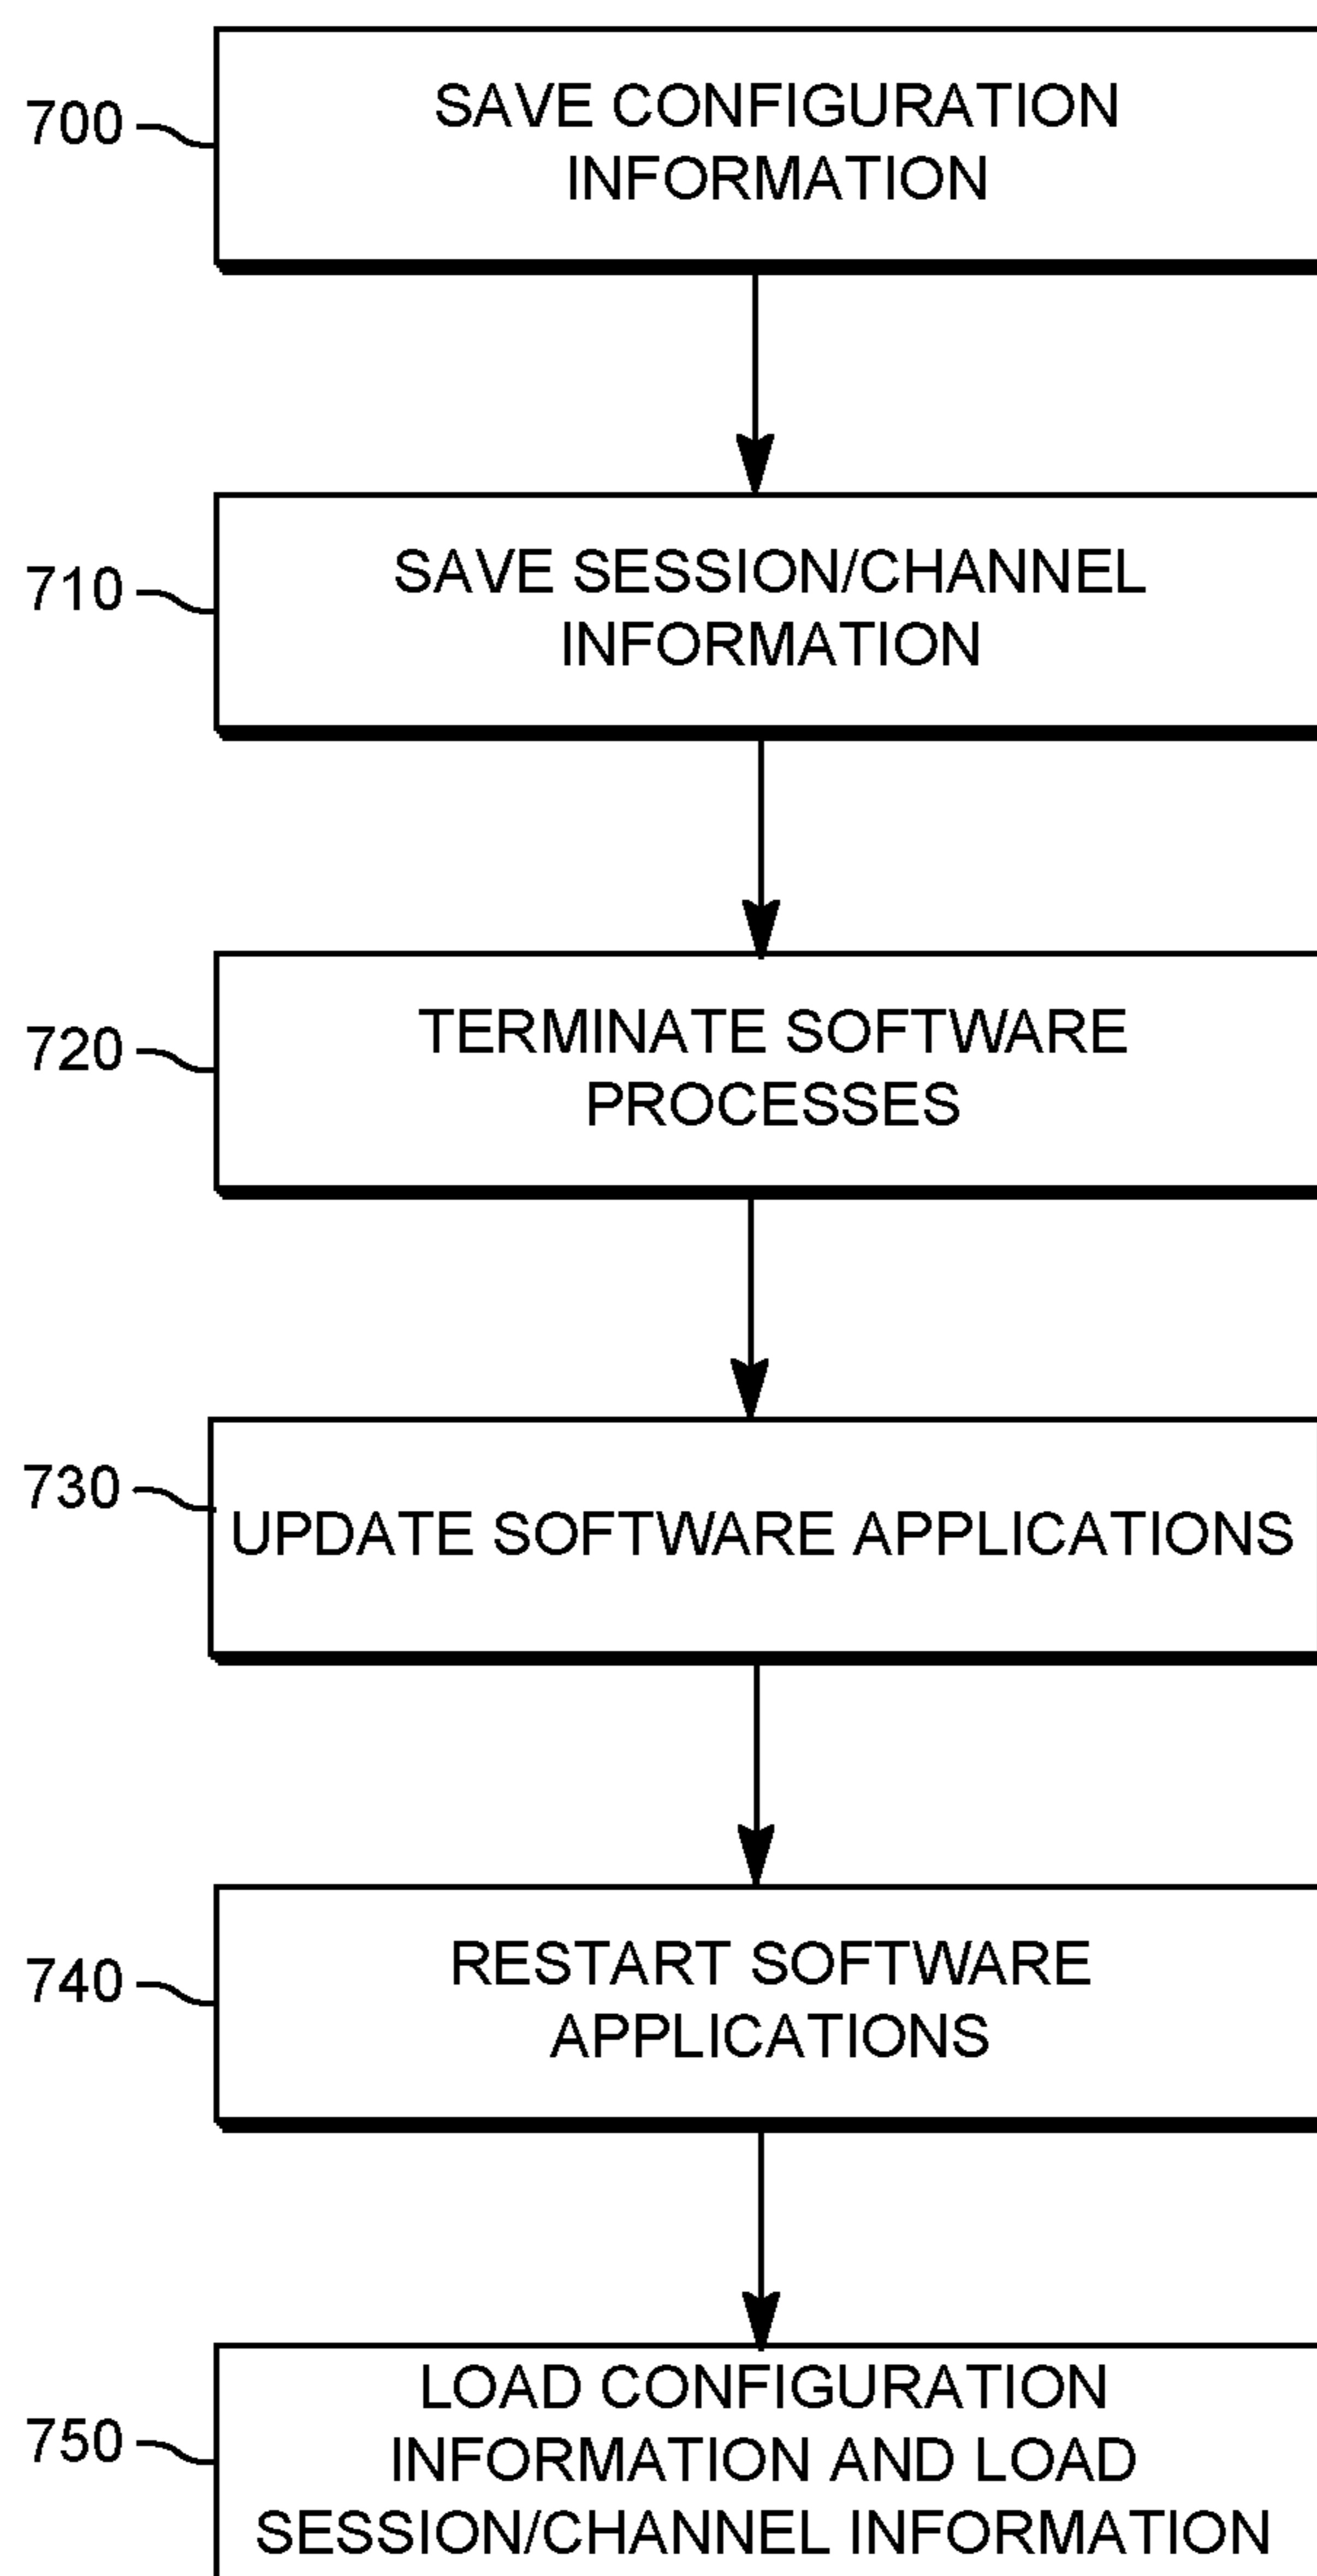 700
SAVE CONFIGURATION
INFORMATION
710
SAVE SESSION/CHANNEL
INFORMATION
720
TERMINATE SOFTWARE
PROCESSES
730
UPDATE SOFTWARE APPLICATIONS
740
RESTART SOFTWARE
APPLICATIONS
750
LOAD CONFIGURATION
INFORMATION AND LOAD
SESSION/CHANNEL INFORMATION